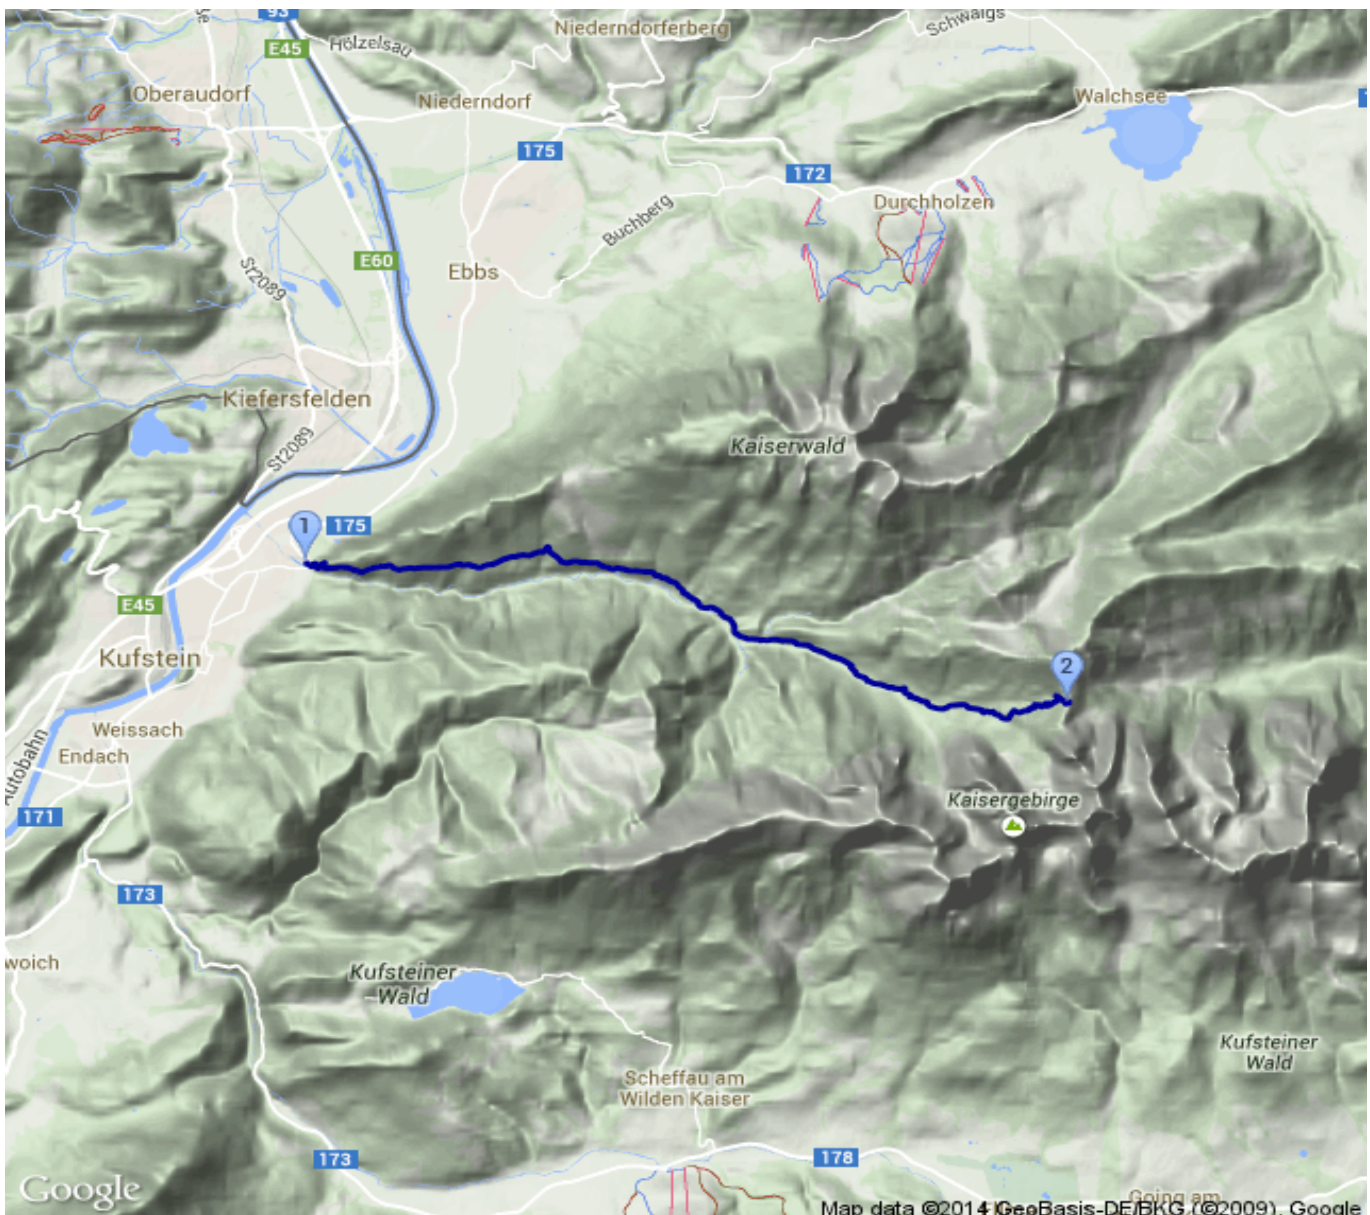 93
E45
Hölzelsau
Niederndorferberg
Schwaigs
Oberaudorf
Niederndorf
Walchsee
175
172
Durchholzen
Buchberg
E60
Ebbs
St2089
Kiefersfelden
St2089
Kaiserwald
1
175
E45
Kufstein
2
Weissach
Endach
Autobahn
171
Kaisergebirge
173
woich
Kufsteiner
Wald
Kufsteiner
Wald
Scheffau am
Wilden Kaiser
173
178
Going am
Google
Map data ©2014 GeoBasis-DE/BKG (©2009), Google